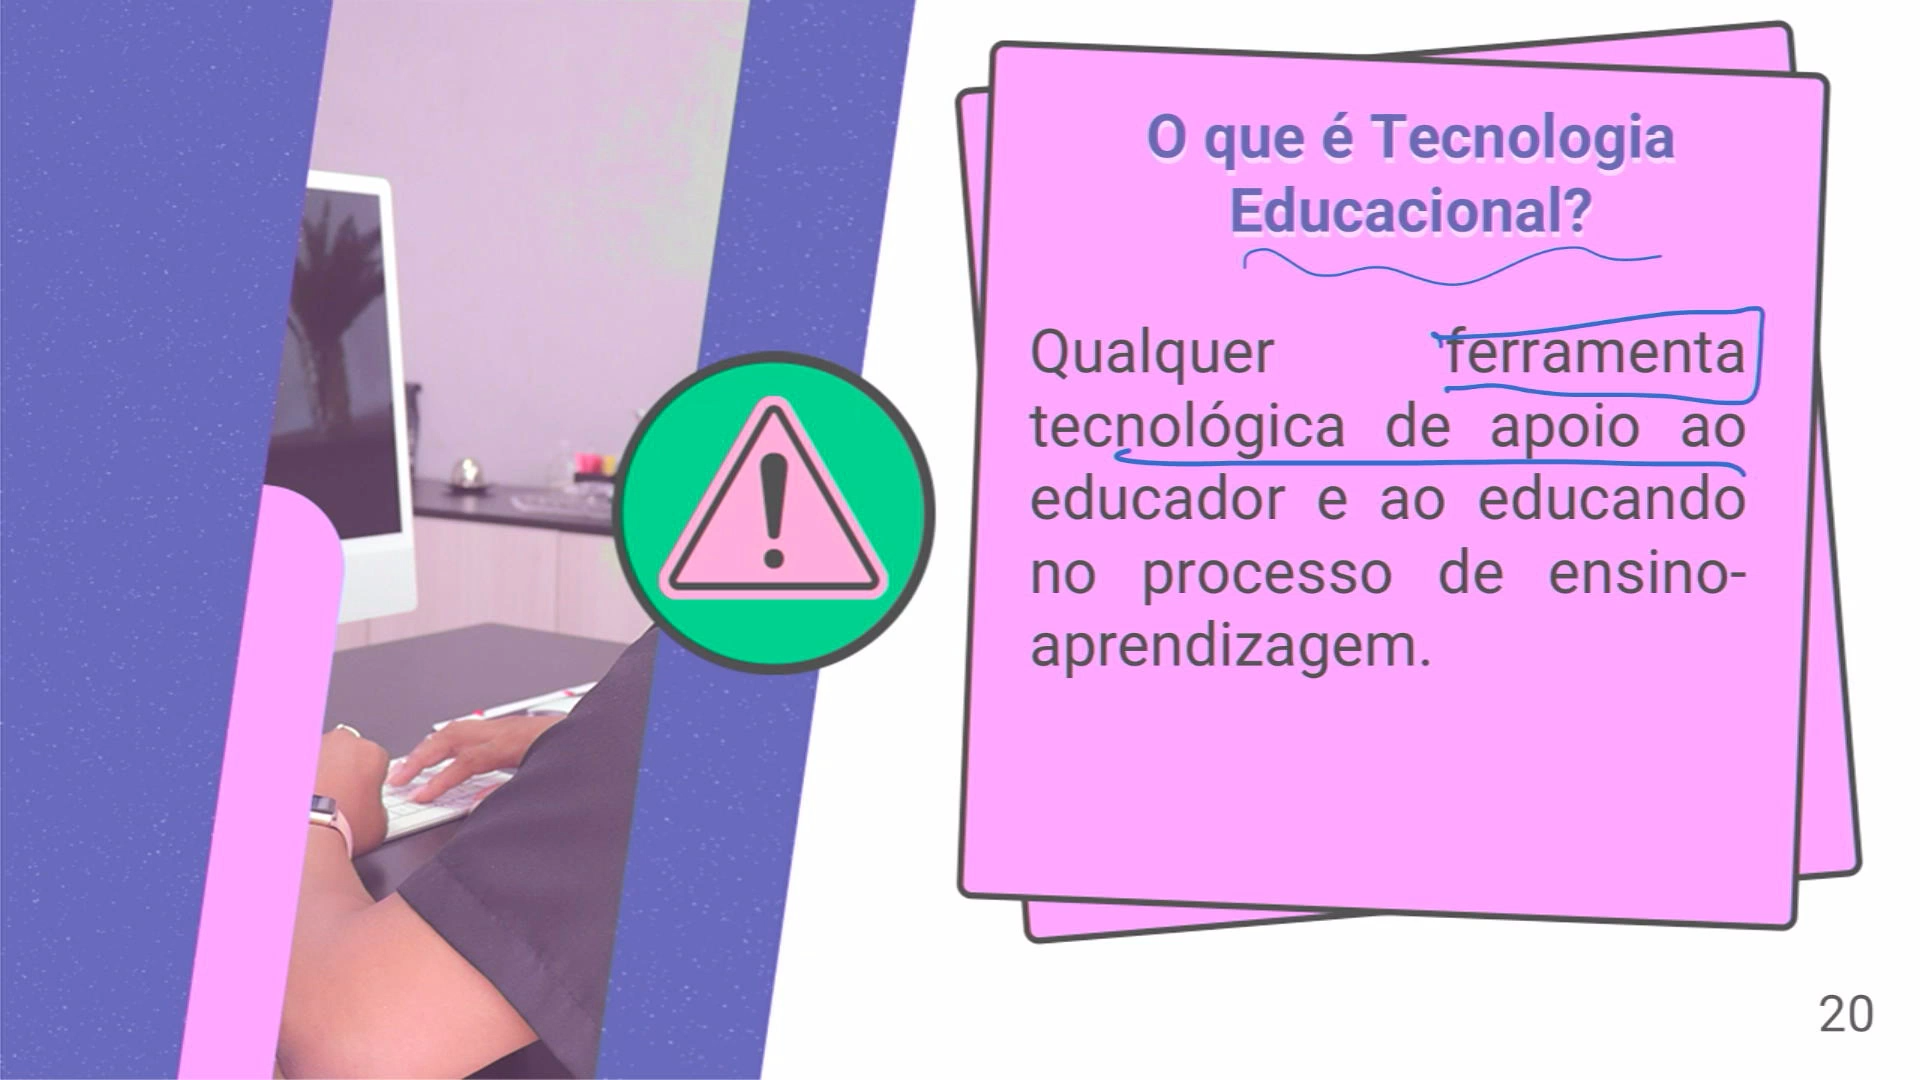 O que é Tecnologia
Educacional?
Qualquer ferramenta
tecnológica de apoio ao
educador e ao educando
no processo de ensino-
aprendizagem.
20